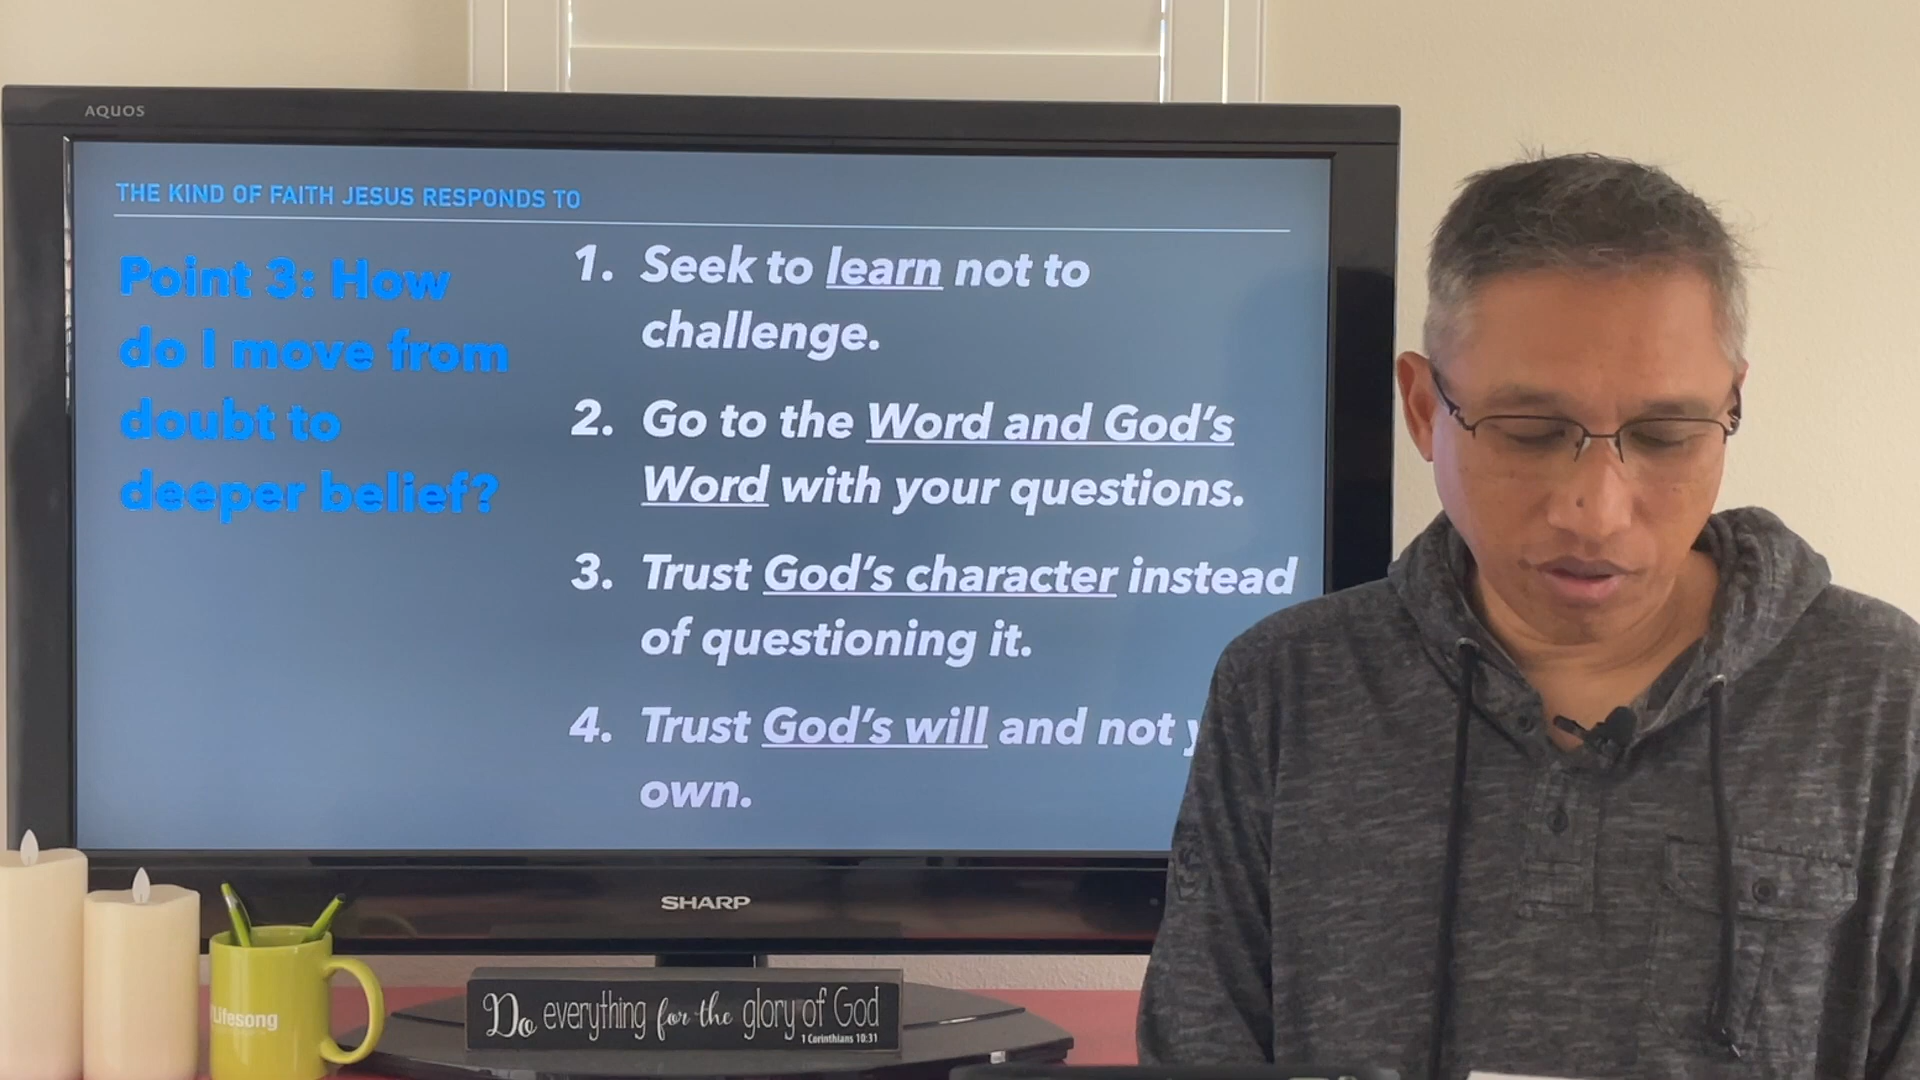 AQUOS
THE KIND OF FAITH JESUS RESPONDS TO
Point 3: How
do I move from
doubt to
deeper belief?
1. Seek to learn not to
challenge.
2. Go to the Word and God's
Word with your questions.
3. Trust God's character instead
of questioning it.
4. Trust God's will and not
own.
SHARP
Lifesong
Do everything for the glory of God
1 Corinthians 10:31